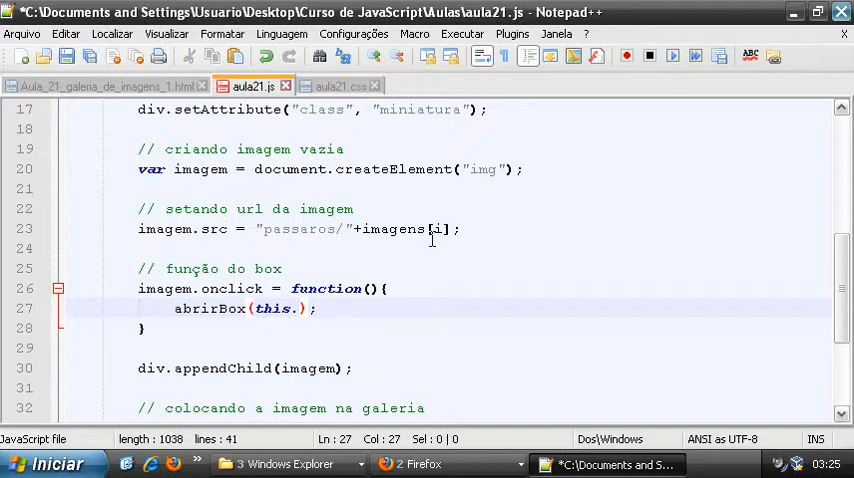 *C:\Documents and Settings\Usuario\Desktop\Curso de JavaScript\Aulas\aula21.js - Notepad++
Arquivo Editar Localizar Visualizar Formatar Linguagem Configurações Macro Executar Plugins Janela ? X
ABC
Aula_21_galeria_de_imagens_1.html aula21.js aula21.css
17 div.setAttribute("class", "miniatura");
18
19 // criando imagem vazia
20 var imagem = document.createElement("img");
21
22 // setando url da imagem
23 imagem.src = "passaros/"+imagens[i];
24
25 // função do box
26 imagem.onclick = function(){
27 abrirBox(this.);
28 }
29
30 div.appendChild(imagem);
31
32 // colocando a imagem na galeria
JavaScript file length : 1038 lines : 41 Ln : 27 Col : 27 Sel : 0 | 0 Dos\Windows ANSI as UTF-8 INS
Iniciar » 3 Windows Explorer 2 Firefox *C:\Documents and S... 03:25